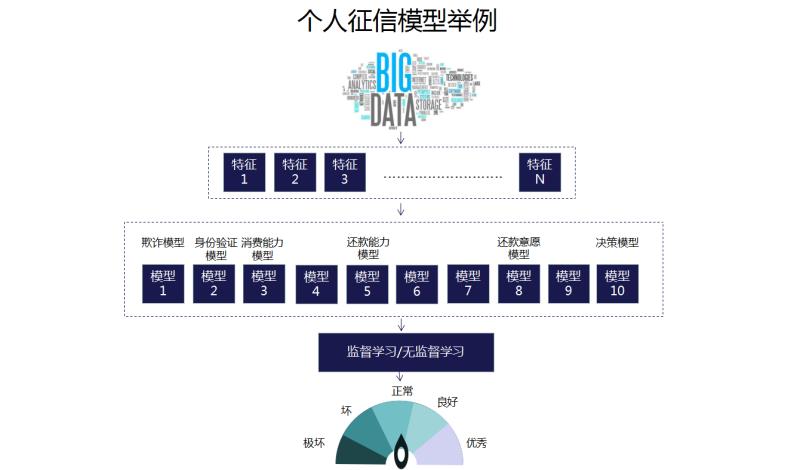 个人征信模型举例
BIG
DATA
ANALYTICS
TECHNOLOGIES
STORAGE
特征
1
特征
2
特征
3
特征
N
欺诈模型
身份验证
模型
消费能力
模型
还款能力
模型
还款意愿
模型
决策模型
模型
1
模型
2
模型
3
模型
4
模型
5
模型
6
模型
7
模型
8
模型
9
模型
10
监督学习/无监督学习
正常
坏
良好
极坏
优秀